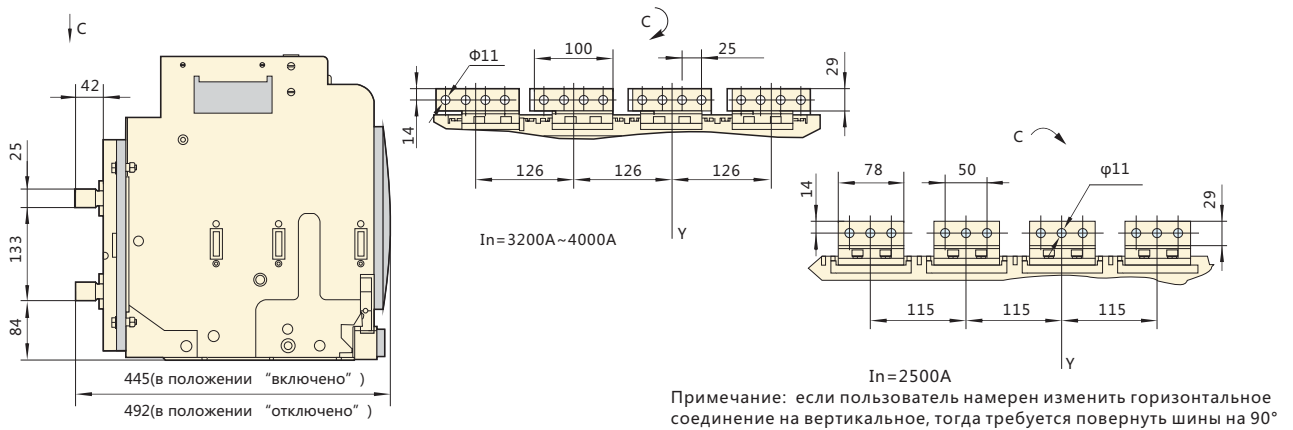 C
42
25
133
84
445(в положении “включено”)
492(в положении “отключено”)
C
Φ11
100
25
29
14
126
126
126
In=3200A~4000A
Y
C
78
50
φ11
14
29
115
115
115
Y
In=2500A
Примечание: если пользователь намерен изменить горизонтальное
соединение на вертикальное, тогда требуется повернуть шины на 90°